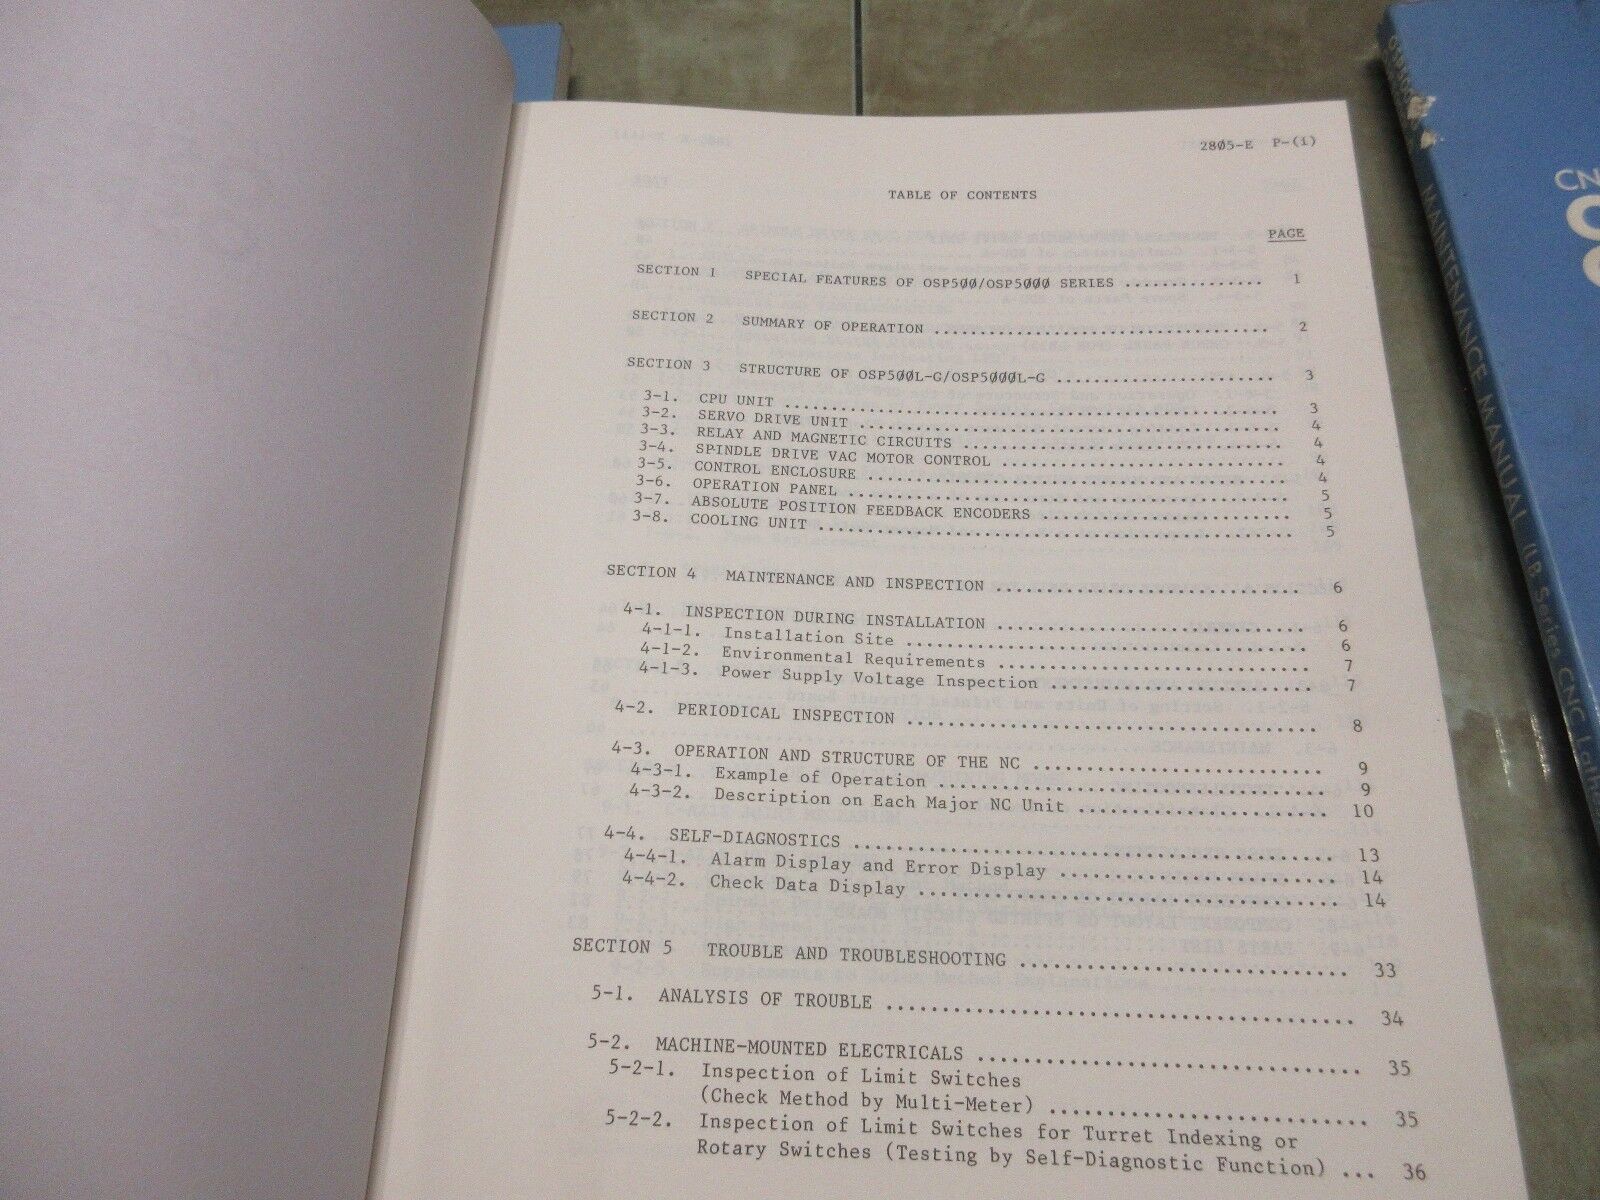 2805-E P-(i)
TABLE OF CONTENTS
PAGE
SECTION 1 SPECIAL FEATURES OF OSP500/OSP5000 SERIES ............... 1
SECTION 2 SUMMARY OF OPERATION .................................... 2
SECTION 3 STRUCTURE OF OSP500L-G/OSP5000L-G ........................ 3
3-1. CPU UNIT ..................................................... 3
3-2. SERVO DRIVE UNIT ............................................. 4
3-3. RELAY AND MAGNETIC CIRCUITS .................................. 4
3-4. SPINDLE DRIVE VAC MOTOR CONTROL .............................. 4
3-5. CONTROL ENCLOSURE ............................................ 4
3-6. OPERATION PANEL .............................................. 5
3-7. ABSOLUTE POSITION FEEDBACK ENCODERS .......................... 5
3-8. COOLING UNIT ................................................. 5
SECTION 4 MAINTENANCE AND INSPECTION ............................... 6
4-1. INSPECTION DURING INSTALLATION ............................... 6
4-1-1. Installation Site .......................................... 6
4-1-2. Environmental Requirements ................................. 7
4-1-3. Power Supply Voltage Inspection ............................ 7
4-2. PERIODICAL INSPECTION ........................................ 8
4-3. OPERATION AND STRUCTURE OF THE NC ............................ 9
4-3-1. Example of Operation ....................................... 9
4-3-2. Description on Each Major NC Unit .......................... 10
4-4. SELF-DIAGNOSTICS ............................................. 13
4-4-1. Alarm Display and Error Display ............................ 14
4-4-2. Check Data Display ......................................... 14
SECTION 5 TROUBLE AND TROUBLESHOOTING .............................. 33
5-1. ANALYSIS OF TROUBLE .......................................... 34
5-2. MACHINE-MOUNTED ELECTRICALS .................................. 35
5-2-1. Inspection of Limit Switches
(Check Method by Multi-Meter) ............................... 35
5-2-2. Inspection of Limit Switches for Turret Indexing or
Rotary Switches (Testing by Self-Diagnostic Function) ... 36
MAINTENANCE MANUAL (LB Series CNC Lathe
CN